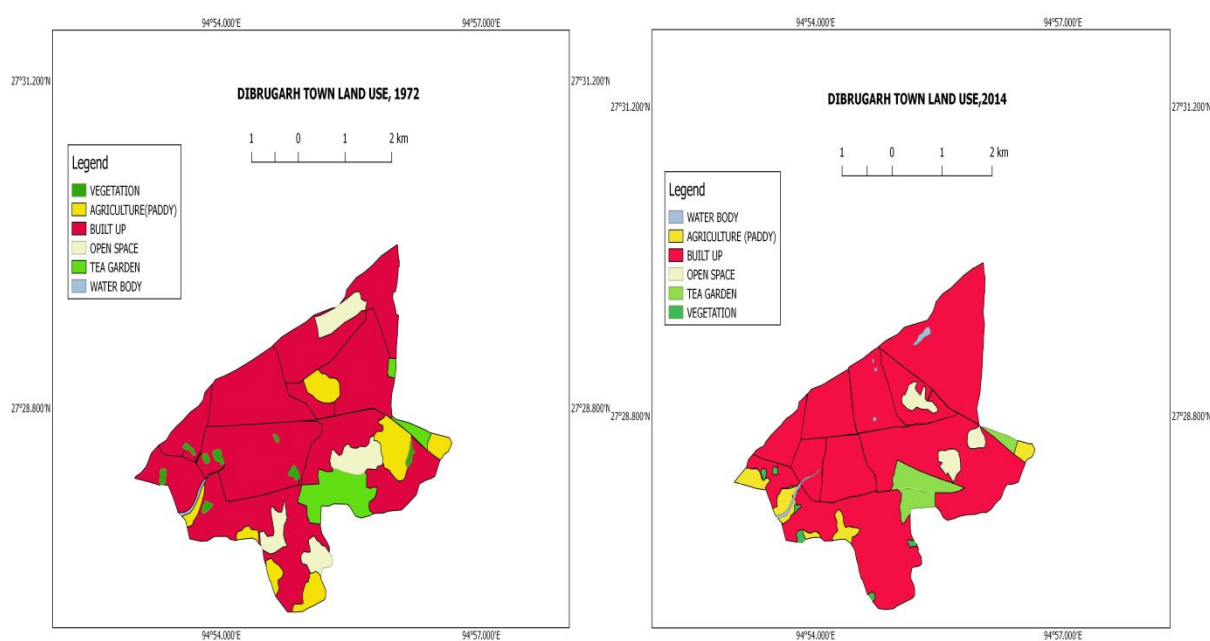 94°54.000'E 94°57.000'E
27°31.200'N 27°31.200'N
DIBRUGARH TOWN LAND USE, 1972
1 0 1 2 km
Legend
VEGETATION
AGRICULTURE(PADDY)
BUILT UP
OPEN SPACE
TEA GARDEN
WATER BODY
27°28.800'N 27°28.800'N
94°54.000'E 94°57.000'E
94°54.000'E 94°57.000'E
27°31.200'N
DIBRUGARH TOWN LAND USE,2014
1 0 1 2 km
Legend
WATER BODY
AGRICULTURE (PADDY)
BUILT UP
OPEN SPACE
TEA GARDEN
VEGETATION
27°28.800'N 27°28.800'N
94°54.000'E 94°57.000'E